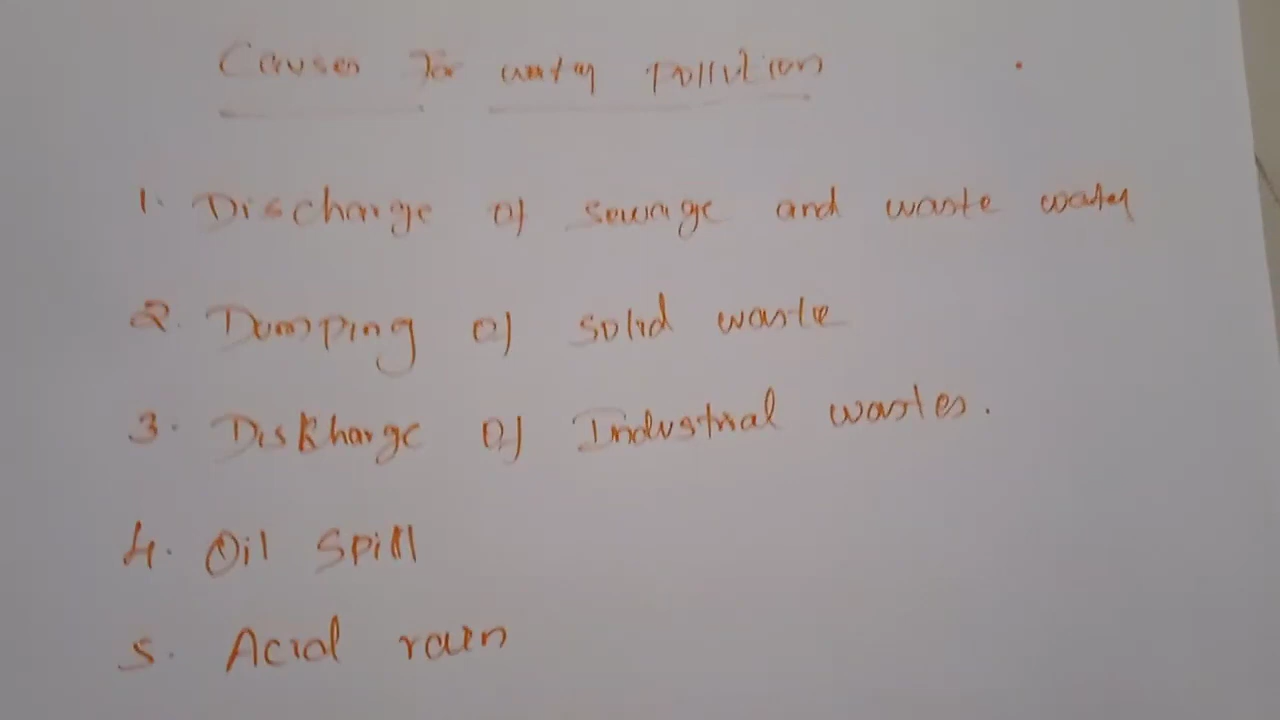 Causes for water pollution
1. Discharge of sewage and waste water
2. Dumping of solid waste
3. Discharge of Industrial wastes.
4. Oil spill
5. Acid rain